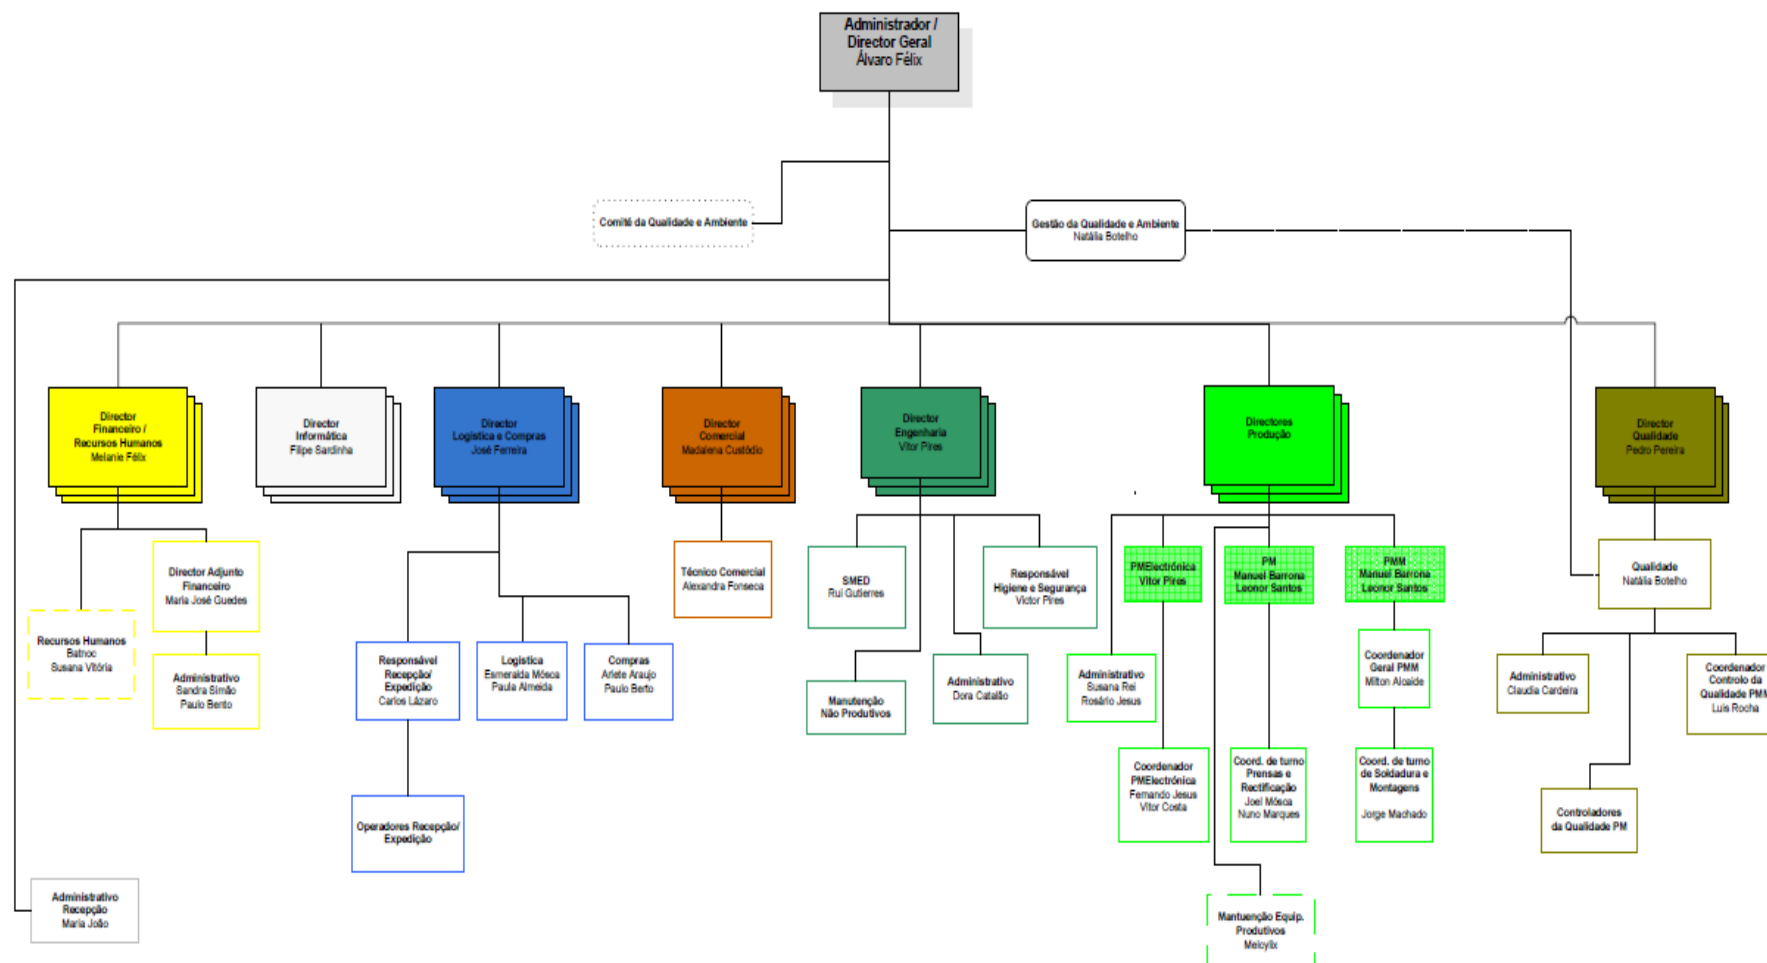 Administrador /
Director Geral
Álvaro Félix
Comité da Qualidade e Ambiente
Gestão da Qualidade e Ambiente
Natália Botelho
Director
Financeiro /
Recursos Humanos
Melanie Félix
Director
Informática
Filipe Sardinha
Director
Logística e Compras
José Ferreira
Director
Comercial
Madalena Custódio
Director
Engenharia
Vitor Pires
Directores
Produção
Director
Qualidade
Pedro Pereira
Director Adjunto
Financeiro
Maria José Guedes
Recursos Humanos
Batnoc
Susana Vitória
Administrativo
Sandra Simão
Paulo Bento
Responsável
Recepção/
Expedição
Carlos Lázaro
Logística
Esmeralda Mósca
Paula Almeida
Compras
Arlete Araujo
Paulo Berto
Operadores Recepção/
Expedição
Técnico Comercial
Alexandra Fonseca
SMED
Rui Gutierres
Responsável
Higiene e Segurança
Victor Pires
Manutenção
Não Produtivos
Administrativo
Dora Catalão
PMElectrónica
Vitor Pires
PM
Manuel Barrona
Leonor Santos
PMM
Manuel Barrona
Leonor Santos
Administrativo
Susana Rei
Rosário Jesus
Coordenador
Geral PMM
Milton Alcaide
Coordenador
PMElectrónica
Fernando Jesus
Vitor Costa
Coord. de turno
Prensas e
Rectificação
Joel Mósca
Nuno Marques
Coord. de turno
de Soldadura e
Montagens
Jorge Machado
Mantuenção Equip.
Produtivos
Meloylix
Qualidade
Natália Botelho
Administrativo
Claudia Cardeira
Coordenador
Controlo da
Qualidade PMM
Luis Rocha
Controladores
da Qualidade PM
Administrativo
Recepção
Maria João